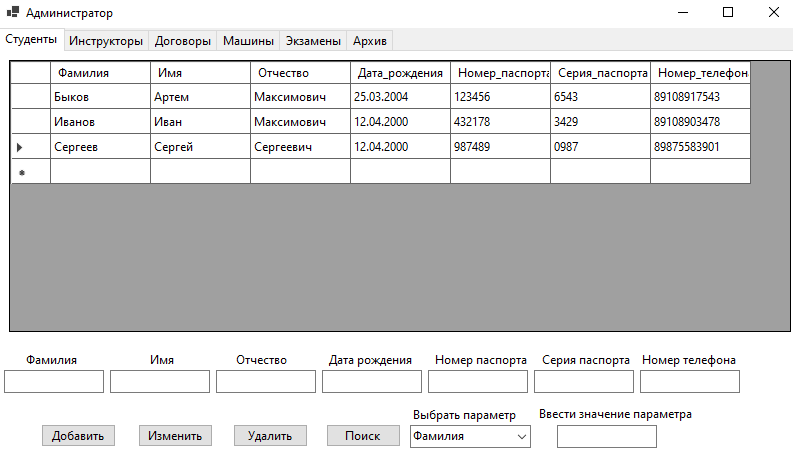 Администратор
Студенты Инструкторы Договоры Машины Экзамены Архив
Фамилия Имя Отчество Дата_рождения Номер_паспорта Серия_паспорта Номер_телефона
Быков Артем Максимович 25.03.2004 123456 6543 89108917543
Иванов Иван Максимович 12.04.2000 432178 3429 89108903478
Сергеев Сергей Сергеевич 12.04.2000 987489 0987 89875583901
Фамилия Имя Отчество Дата рождения Номер паспорта Серия паспорта Номер телефона
Выбрать параметр Ввести значение параметра
Добавить Изменить Удалить Поиск Фамилия